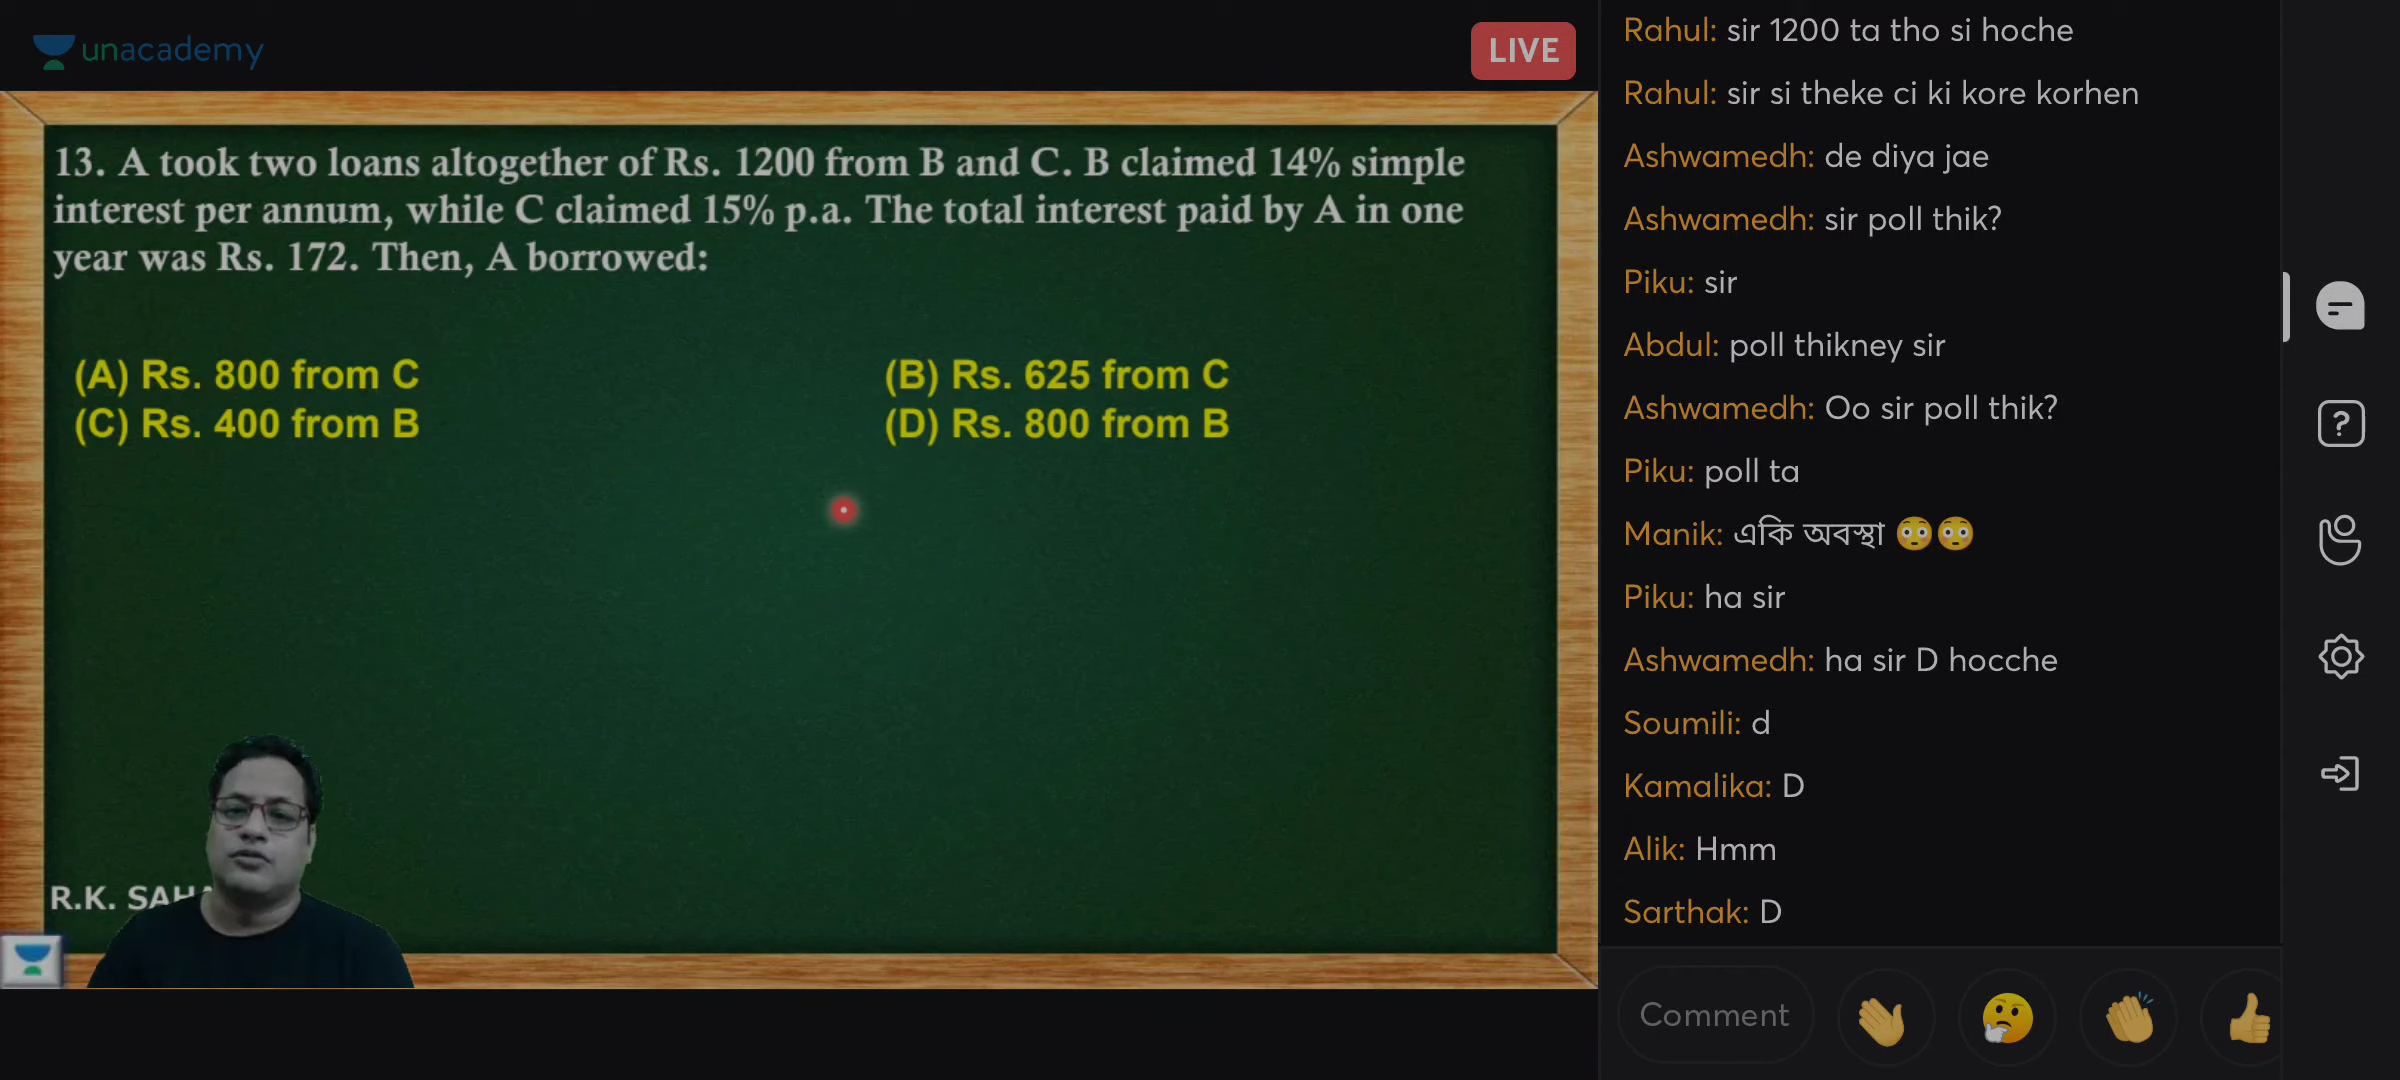 unacademy
LIVE
13. A took two loans altogether of Rs. 1200 from B and C. B claimed 14% simple
interest per annum, while C claimed 15% p.a. The total interest paid by A in one
year was Rs. 172. Then, A borrowed:
(A) Rs. 800 from C
(B) Rs. 625 from C
(C) Rs. 400 from B
(D) Rs. 800 from B
R.K. SAHA
Rahul: sir 1200 ta tho si hoche
Rahul: sir si theke ci ki kore korhen
Ashwamedh: de diya jae
Ashwamedh: sir poll thik?
Piku: sir
Abdul: poll thikney sir
Ashwamedh: Oo sir poll thik?
Piku: poll ta
Manik: একি অবস্থা 😳😳
Piku: ha sir
Ashwamedh: ha sir D hocche
Soumili: d
Kamalika: D
Alik: Hmm
Sarthak: D
Comment